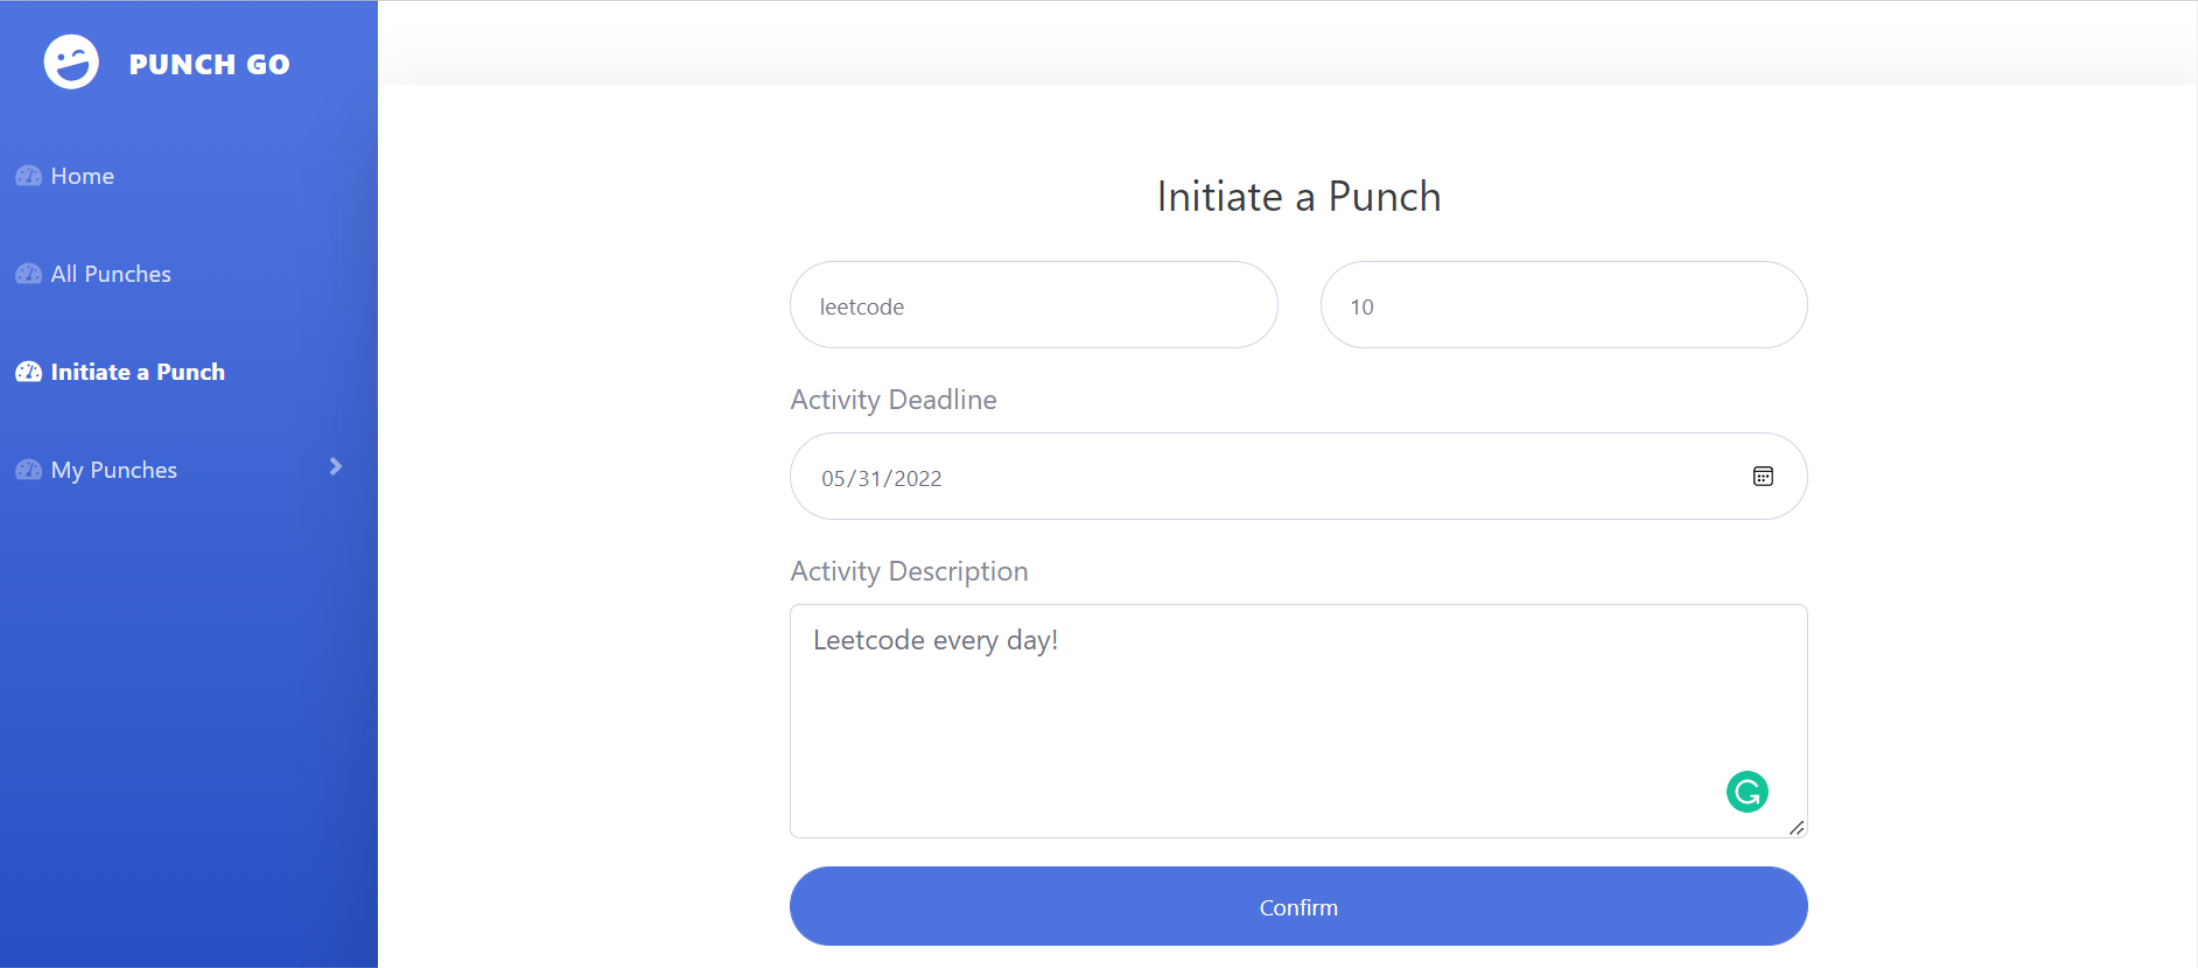 PUNCH GO
Home
All Punches
Initiate a Punch
My Punches
Initiate a Punch
leetcode
10
Activity Deadline
05/31/2022
Activity Description
Leetcode every day!
Confirm